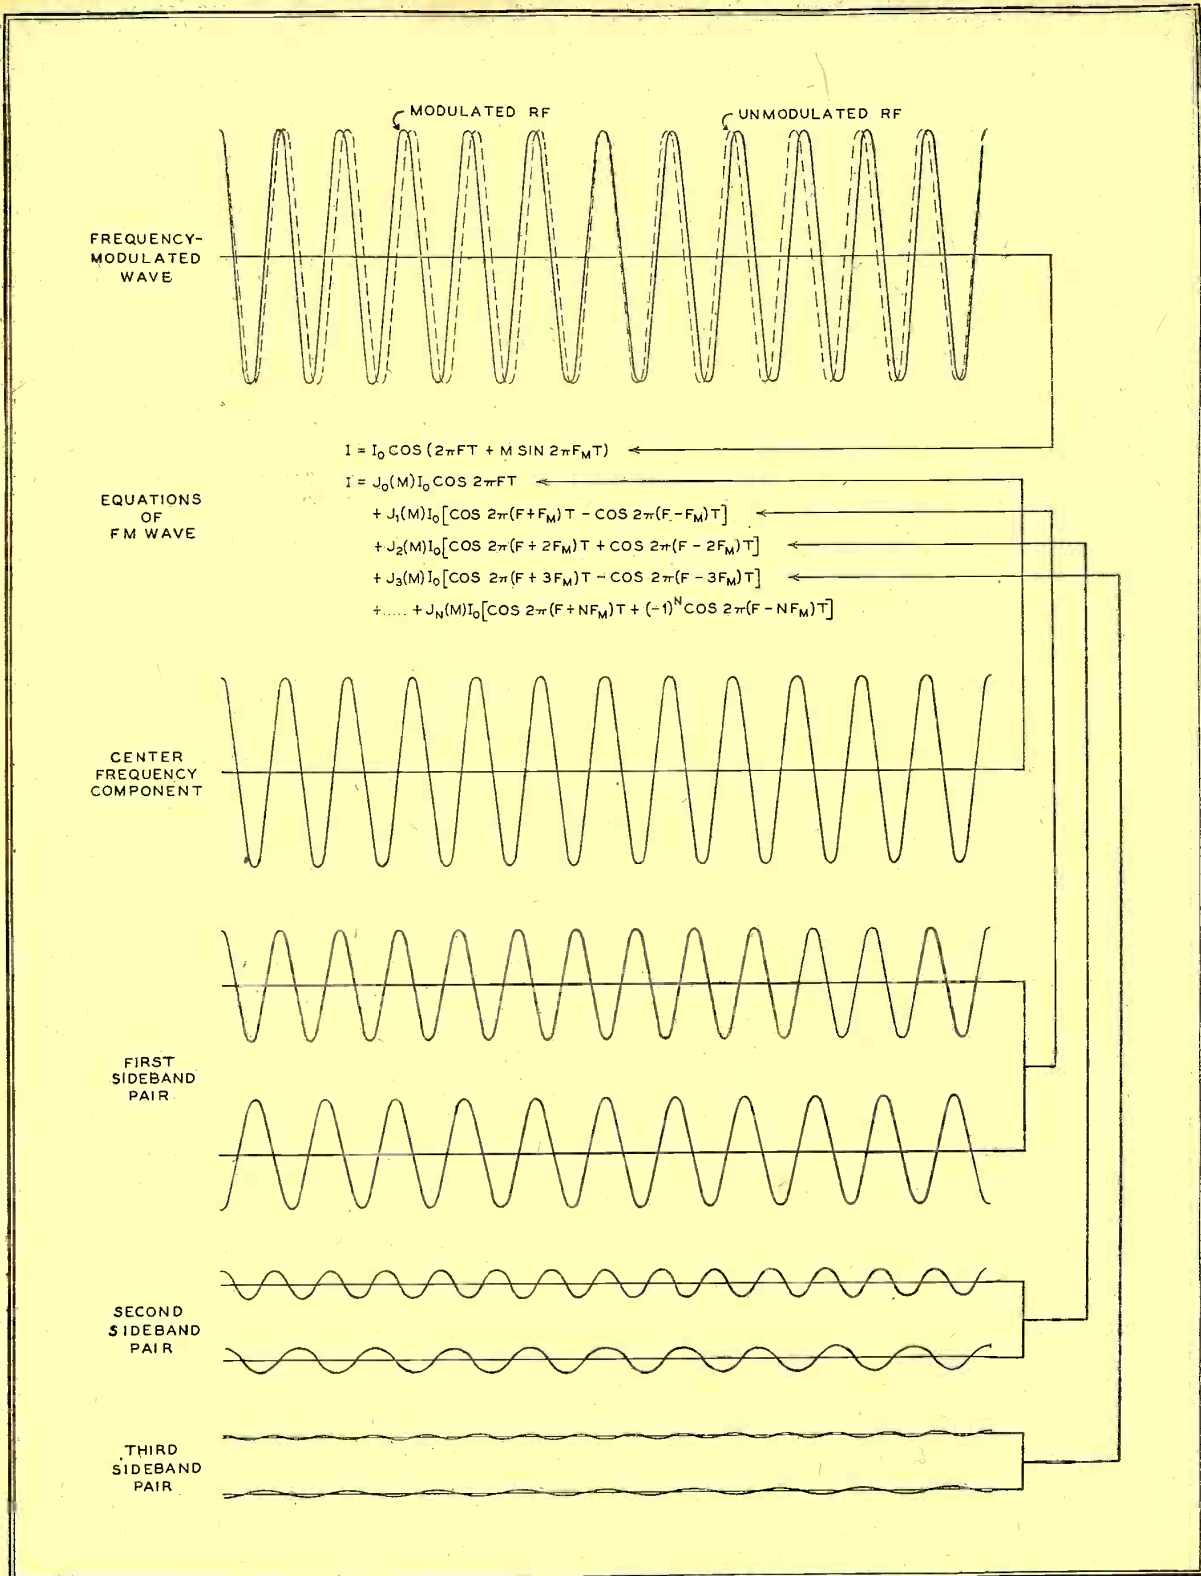 MODULATED RF
UNMODULATED RF
FREQUENCY-
MODULATED
WAVE
I = I₀ COS (2πFT + M SIN 2πF_MT)
EQUATIONS
OF
FM WAVE
I = J₀(M)I₀ COS 2πFT
+ J₁(M)I₀[COS 2π(F+F_M)T - COS 2π(F-F_M)T]
+ J₂(M)I₀[COS 2π(F + 2F_M)T + COS 2π(F - 2F_M)T]
+ J₃(M)I₀[COS 2π(F + 3F_M)T - COS 2π(F - 3F_M)T]
+..... + J_N(M)I₀[COS 2π(F+NF_M)T + (-1)^N COS 2π(F-NF_M)T]
CENTER
FREQUENCY
COMPONENT
FIRST
SIDEBAND
PAIR
SECOND
SIDEBAND
PAIR
THIRD
SIDEBAND
PAIR